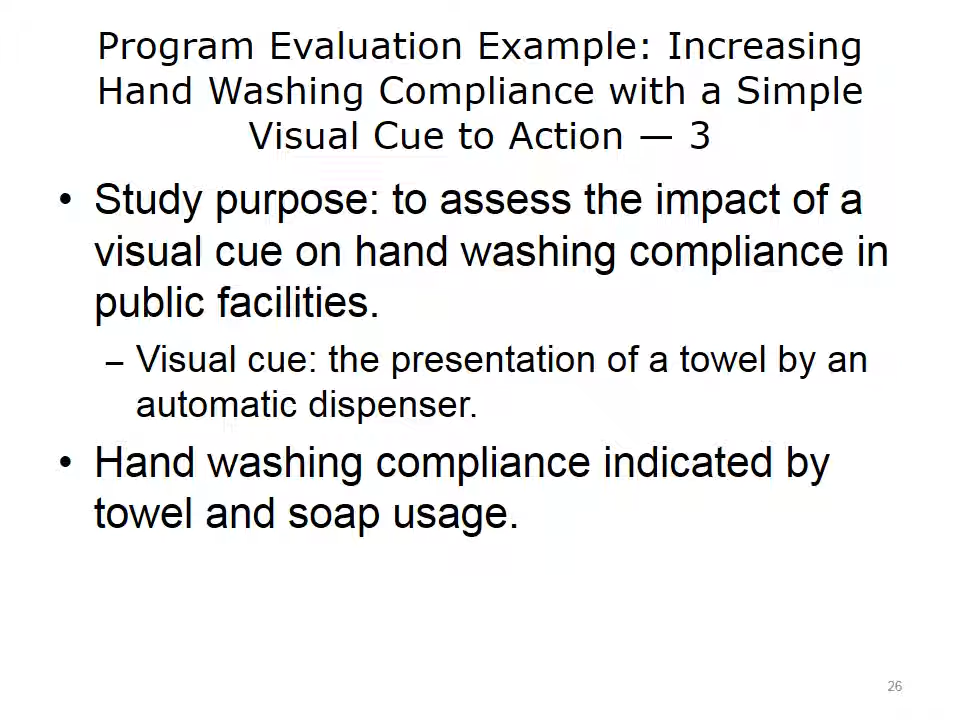 Program Evaluation Example: Increasing
Hand Washing Compliance with a Simple
Visual Cue to Action — 3
• Study purpose: to assess the impact of a
visual cue on hand washing compliance in
public facilities.
– Visual cue: the presentation of a towel by an
automatic dispenser.
• Hand washing compliance indicated by
towel and soap usage.
26